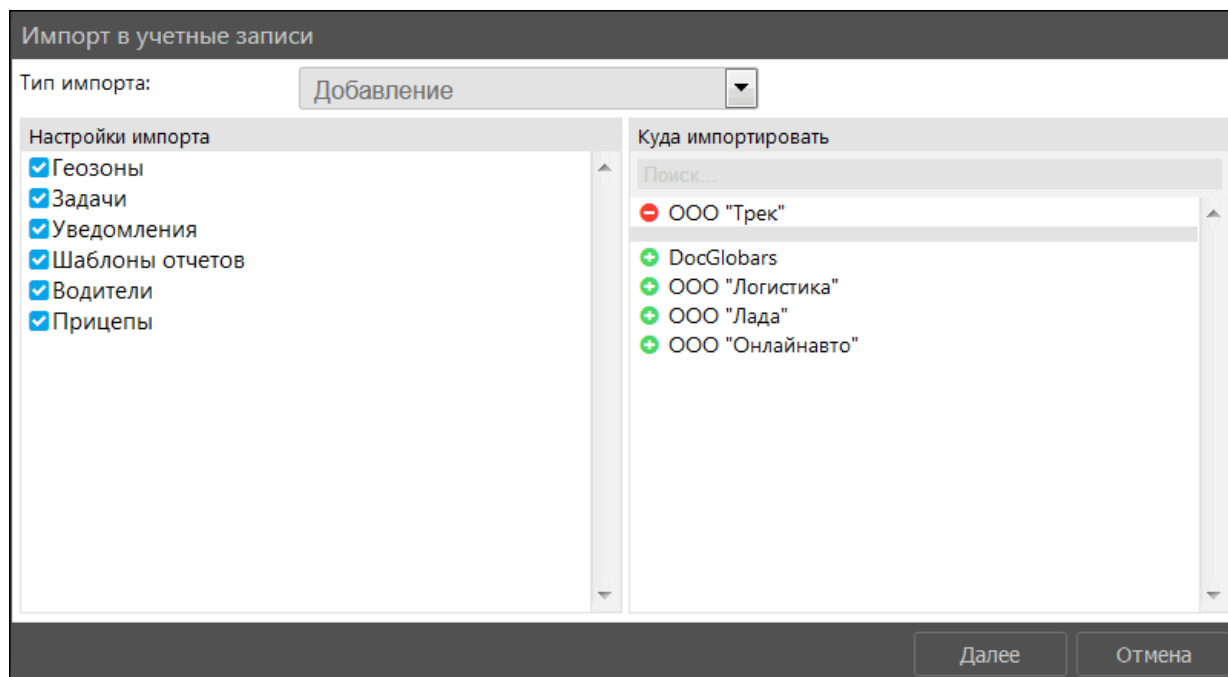 Импорт в учетные записи
Тип импорта:
Добавление
Настройки импорта
Геозоны
Задачи
Уведомления
Шаблоны отчетов
Водители
Прицепы
Куда импортировать
Поиск...
ООО "Трек"
DocGlobars
ООО "Логистика"
ООО "Лада"
ООО "Онлайнавто"
Далее
Отмена